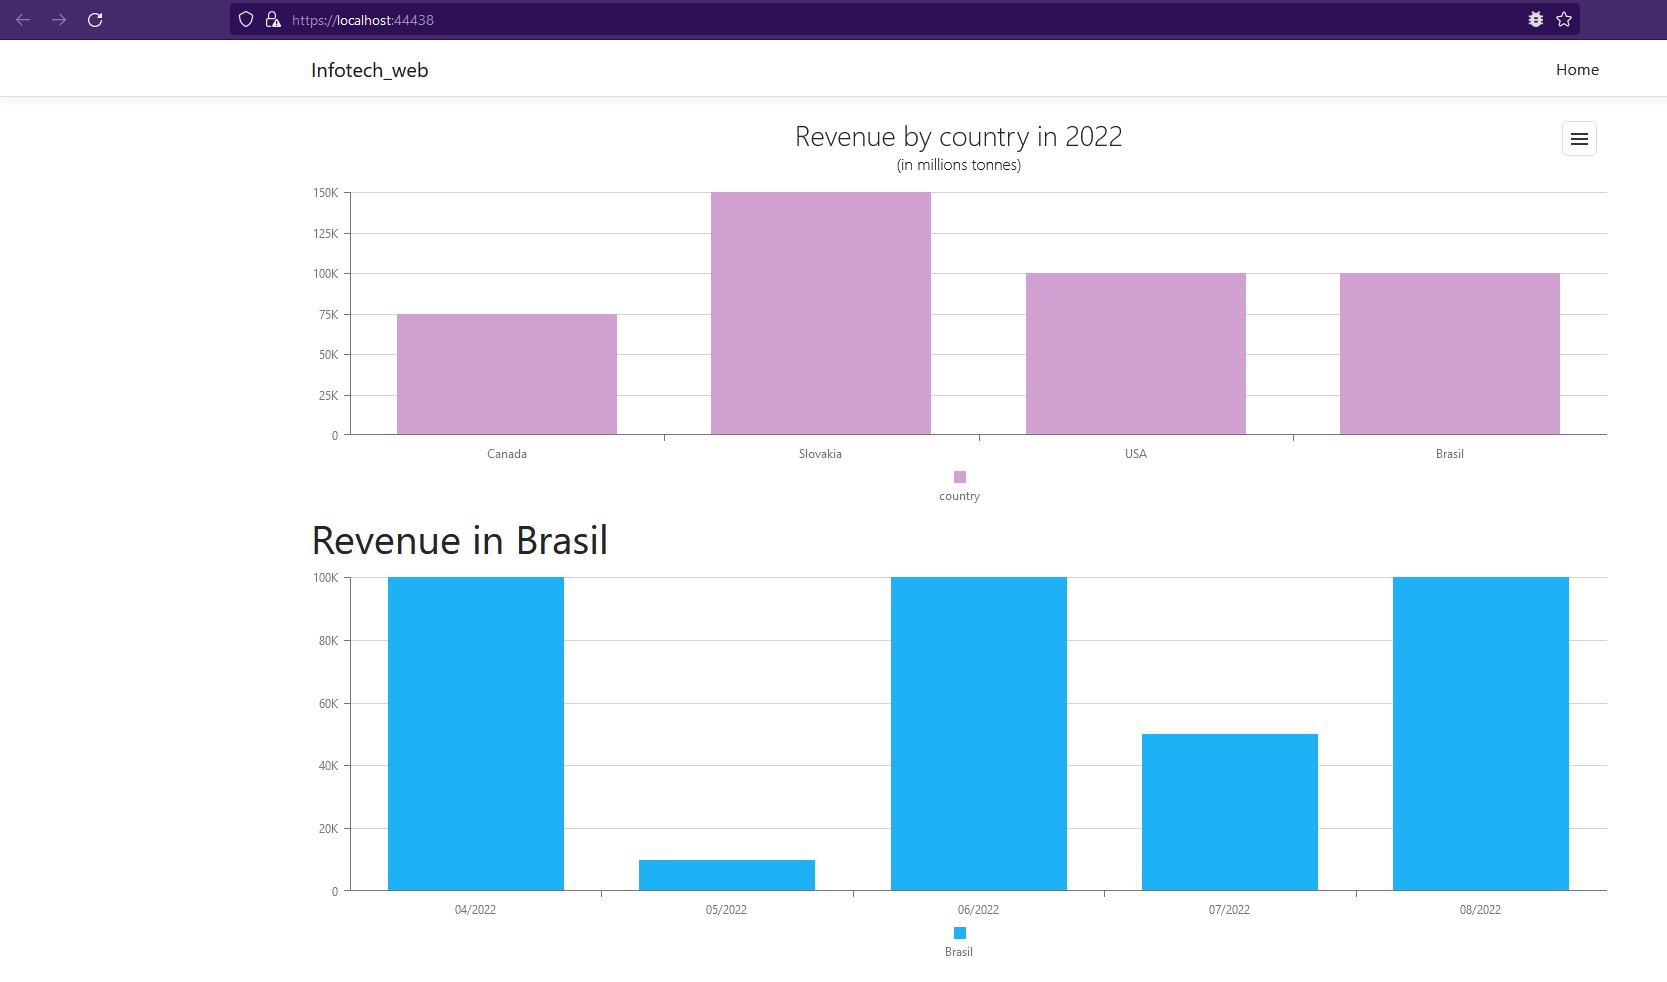 https://localhost:44438
Infotech_web
Home
Revenue by country in 2022
(in millions tonnes)
150K
125K
100K
75K
50K
25K
0
Canada Slovakia USA Brasil
country
Revenue in Brasil
100K
80K
60K
40K
20K
0
04/2022 05/2022 06/2022 07/2022 08/2022
Brasil